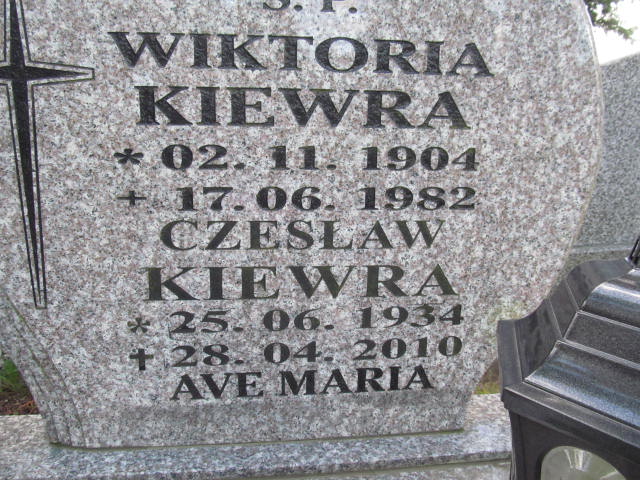 Ś. P.
WIKTORIA
KIEWRA
* 02. 11. 1904
+ 17. 06. 1982
CZESŁAW
KIEWRA
* 25. 06. 1934
+ 28. 04. 2010
AVE MARIA